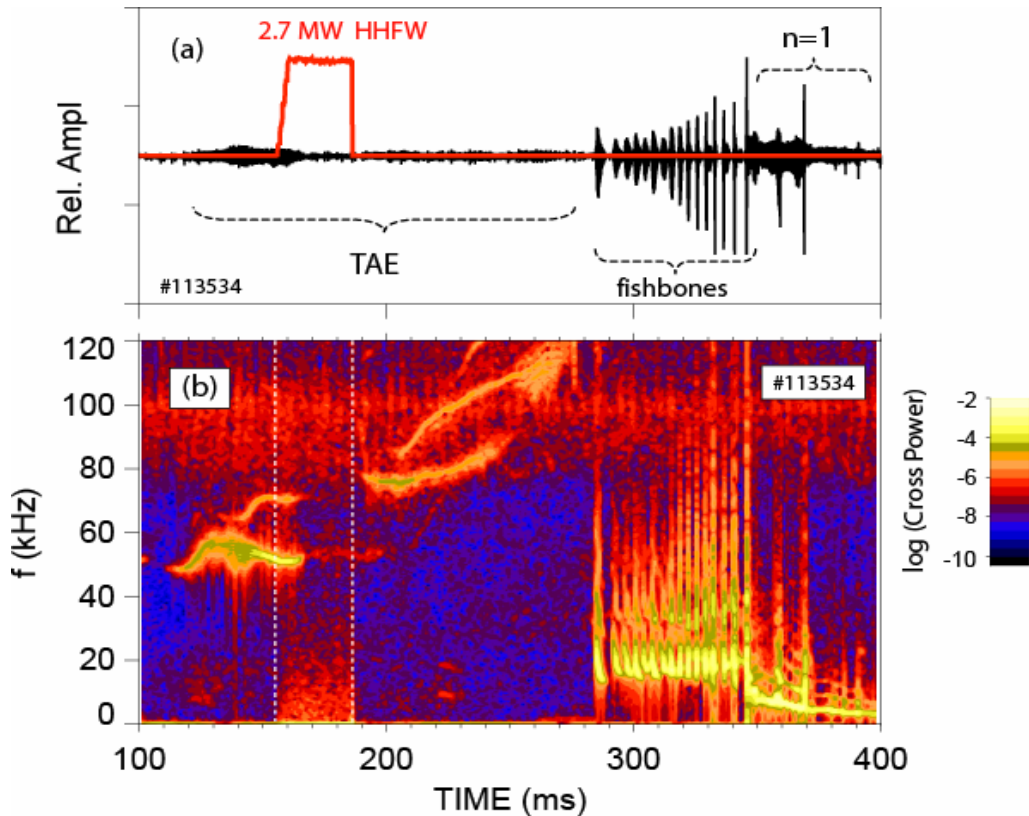 (a)
2.7 MW HHFW
n=1
Rel. Ampl
TAE
fishbones
#113534
(b)
#113534
120
100
80
60
40
20
0
f (kHz)
100
200
300
400
TIME (ms)
-2
-4
-6
-8
-10
log (Cross Power)